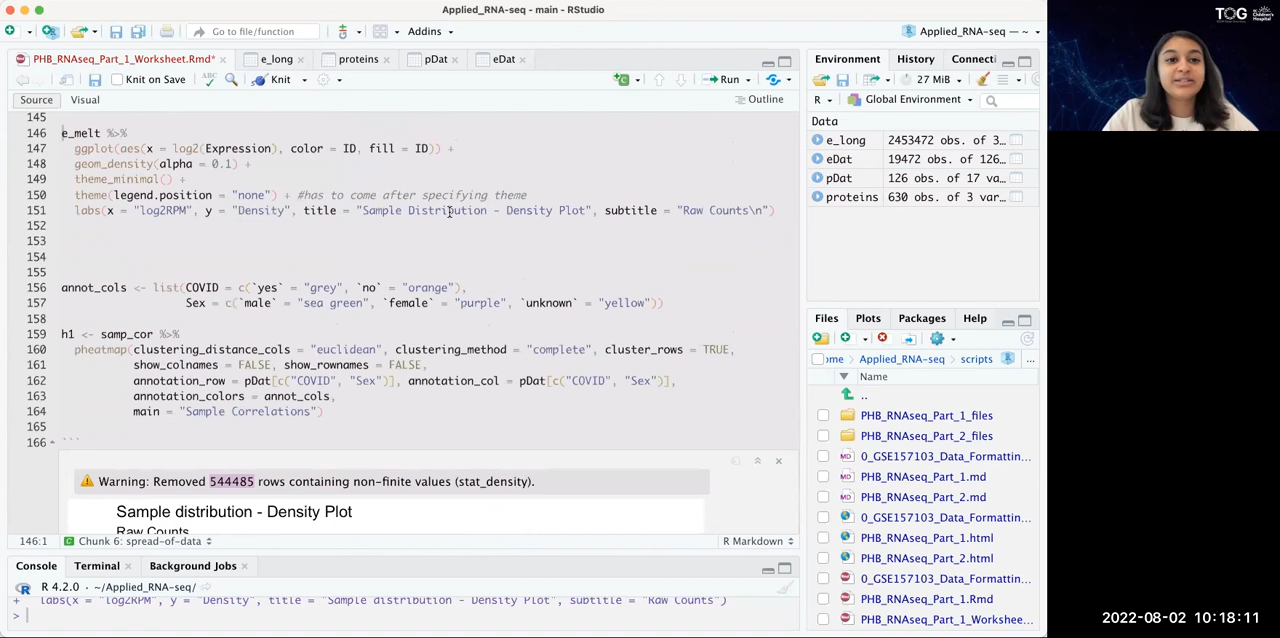 Applied_RNA-seq - main - RStudio
Go to file/function
Addins
Applied_RNA-seq — ~
PHB_RNAseq_Part_1_Worksheet.Rmd*
e_long
proteins
pDat
eDat
Knit on Save
Knit
Run
Source
Visual
Outline
145
146 e_melt %>%
147 ggplot(aes(x = log2(Expression), color = ID, fill = ID)) +
148 geom_density(alpha = 0.1) +
149 theme_minimal() +
150 theme(legend.position = "none") + #has to come after specifying theme
151 labs(x = "log2RPM", y = "Density", title = "Sample Distribution - Density Plot", subtitle = "Raw Counts\n")
152
153
154
155
156 annot_cols <- list(COVID = c(`yes` = "grey", `no` = "orange"),
157 Sex = c(`male` = "sea green", `female` = "purple", `unknown` = "yellow"))
158
159 h1 <- samp_cor %>%
160 pheatmap(clustering_distance_cols = "euclidean", clustering_method = "complete", cluster_rows = TRUE,
161 show_colnames = FALSE, show_rownames = FALSE,
162 annotation_row = pDat[c("COVID", "Sex")], annotation_col = pDat[c("COVID", "Sex")],
163 annotation_colors = annot_cols,
164 main = "Sample Correlations")
165
166 ```
Warning: Removed 544485 rows containing non-finite values (stat_density).
Sample distribution - Density Plot
Raw Counts
146:1
Chunk 6: spread-of-data
R Markdown
Console
Terminal
Background Jobs
R 4.2.0 · ~/Applied_RNA-seq/
+ labs(x = "log2RPM", y = "Density", title = "Sample distribution - Density Plot", subtitle = "Raw Counts")
>
Environment
History
Connecti
27 MiB
R
Global Environment
Data
e_long 2453472 obs. of 3…
eDat 19472 obs. of 126…
pDat 126 obs. of 17 va…
proteins 630 obs. of 3 var…
Files
Plots
Packages
Help
ome
Applied_RNA-seq
scripts
...
Name
..
PHB_RNAseq_Part_1_files
PHB_RNAseq_Part_2_files
0_GSE157103_Data_Formattin...
PHB_RNAseq_Part_1.md
PHB_RNAseq_Part_2.md
0_GSE157103_Data_Formattin...
PHB_RNAseq_Part_1.html
PHB_RNAseq_Part_2.html
0_GSE157103_Data_Formattin...
PHB_RNAseq_Part_1.Rmd
PHB_RNAseq_Part_1_Workshee...
TOG
Children's
Hospital
2022-08-02 10:18:11